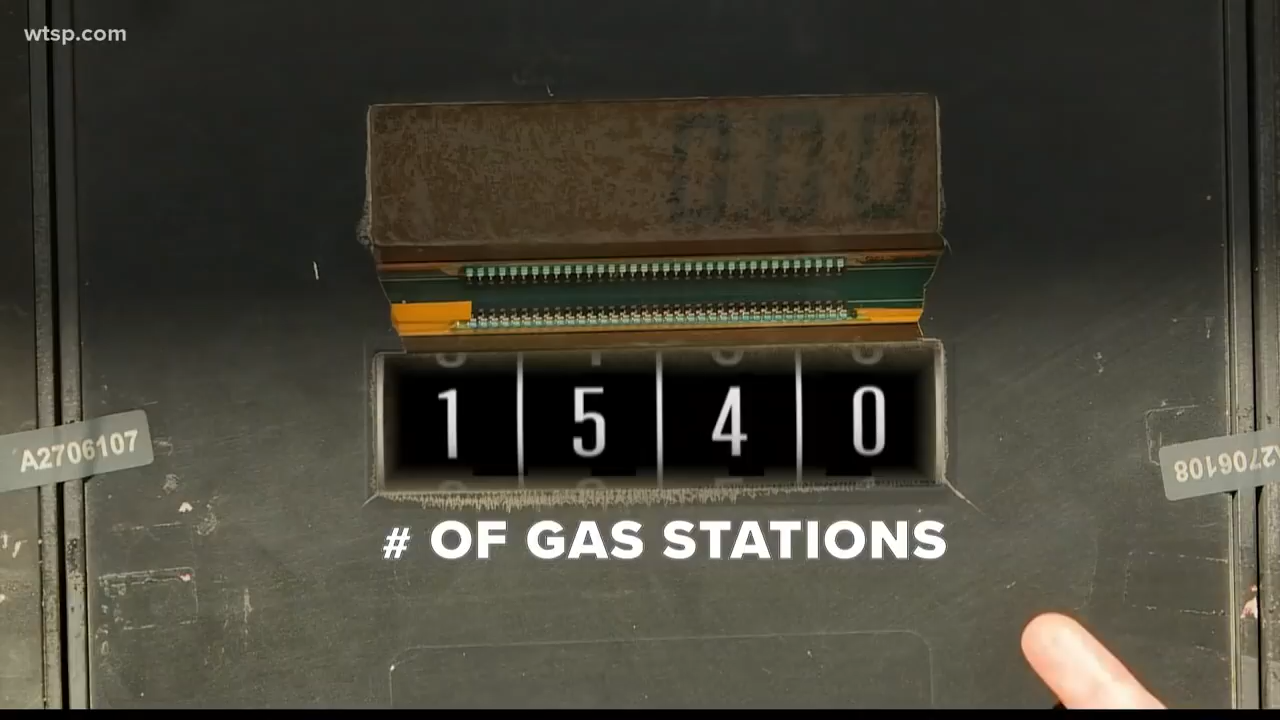 wtsp.com
1 5 4 0
A2706107
A2706108
# OF GAS STATIONS